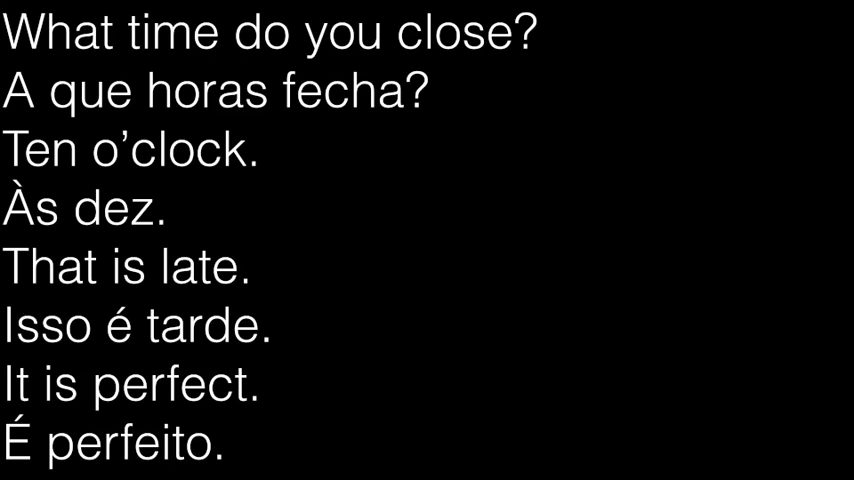 What time do you close?
A que horas fecha?
Ten o’clock.
Às dez.
That is late.
Isso é tarde.
It is perfect.
É perfeito.